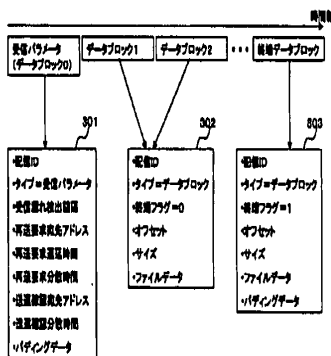 時間軸
受信パラメータ
(データブロック0)
データブロック1
データブロック2
・・・
終端データブロック
301
・配信ID
・タイプ=受信パラメータ
・受信漏れ検出間隔
・再送要求宛先アドレス
・再送要求遅延時間
・再送要求分散時間
・送達確認宛先アドレス
・送達確認分散時間
・パディングデータ
302
・配信ID
・タイプ=データブロック
・終端フラグ=0
・オフセット
・サイズ
・ファイルデータ
303
・配信ID
・タイプ=データブロック
・終端フラグ=1
・オフセット
・サイズ
・ファイルデータ
・パディングデータ